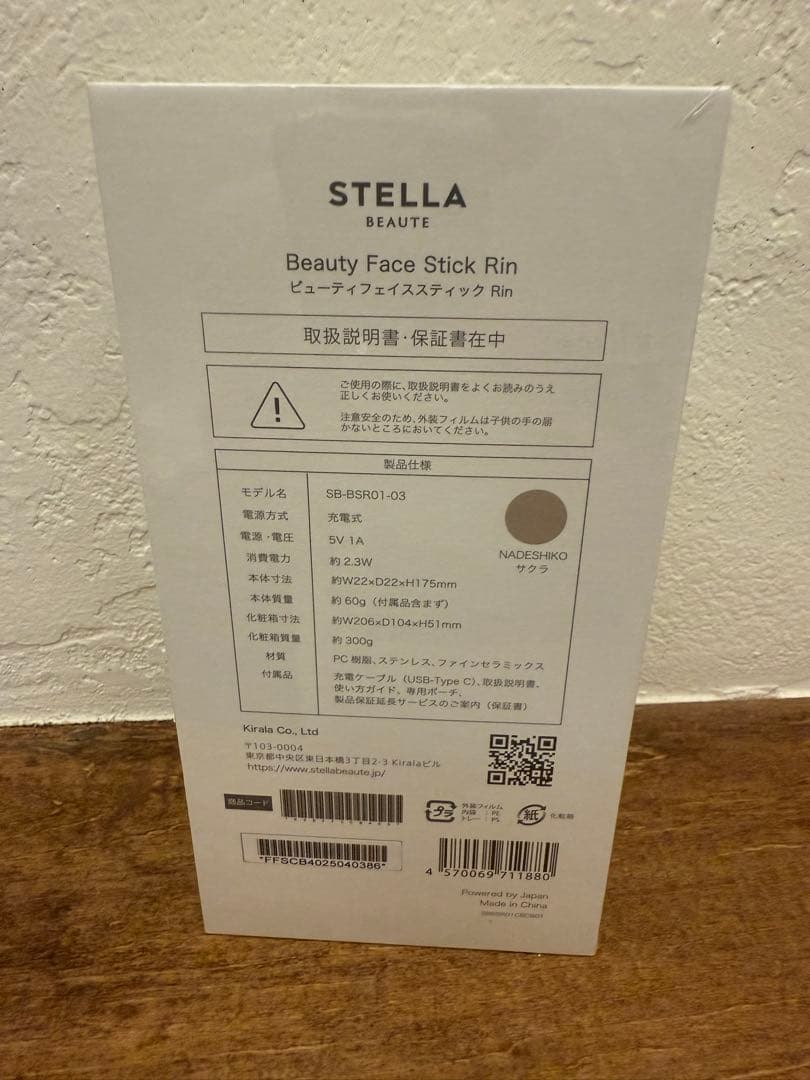 STELLA
BEAUTE
Beauty Face Stick Rin
ビューティフェイススティック Rin
取扱説明書・保証書在中
ご使用の際に、取扱説明書をよくお読みのうえ
正しくお使いください。
注意安全のため、外装フィルムは子供の手の届
かないところにおいてください。
製品仕様
モデル名 SB-BSR01-03
電源方式 充電式
電源・電圧 5V 1A
消費電力 約 2.3W
本体寸法 約W22×D22×H175mm
本体質量 約 60g（付属品含まず）
化粧箱寸法 約W206×D104×H51mm
化粧箱質量 約 300g
材質 PC 樹脂、ステンレス、ファインセラミックス
付属品 充電ケーブル（USB-Type C）、取扱説明書、
使い方ガイド、専用ポーチ、
製品保証延長サービスのご案内（保証書）
NADESHIKO
サクラ
Kirala Co., Ltd
〒103-0004
東京都中央区東日本橋3丁目2-3 Kiralaビル
https://www.stellabeaute.jp/
商品コード
プラ
外装フィルム
内袋 : PE
トレー : PS
紙
化粧箱
*FFSCB4025040386*
4 570069 711880
Powered by Japan
Made in China